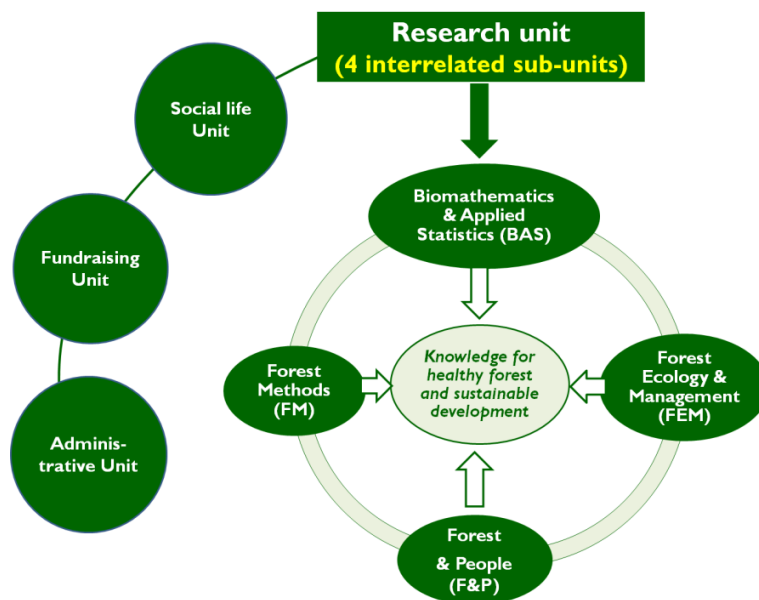 Research unit
(4 interrelated sub-units)
Social life
Unit
Fundraising
Unit
Adminis-
trative Unit
Biomathematics
& Applied
Statistics (BAS)
Forest
Methods
(FM)
Knowledge for
healthy forest
and sustainable
development
Forest
Ecology &
Management
(FEM)
Forest
& People
(F&P)